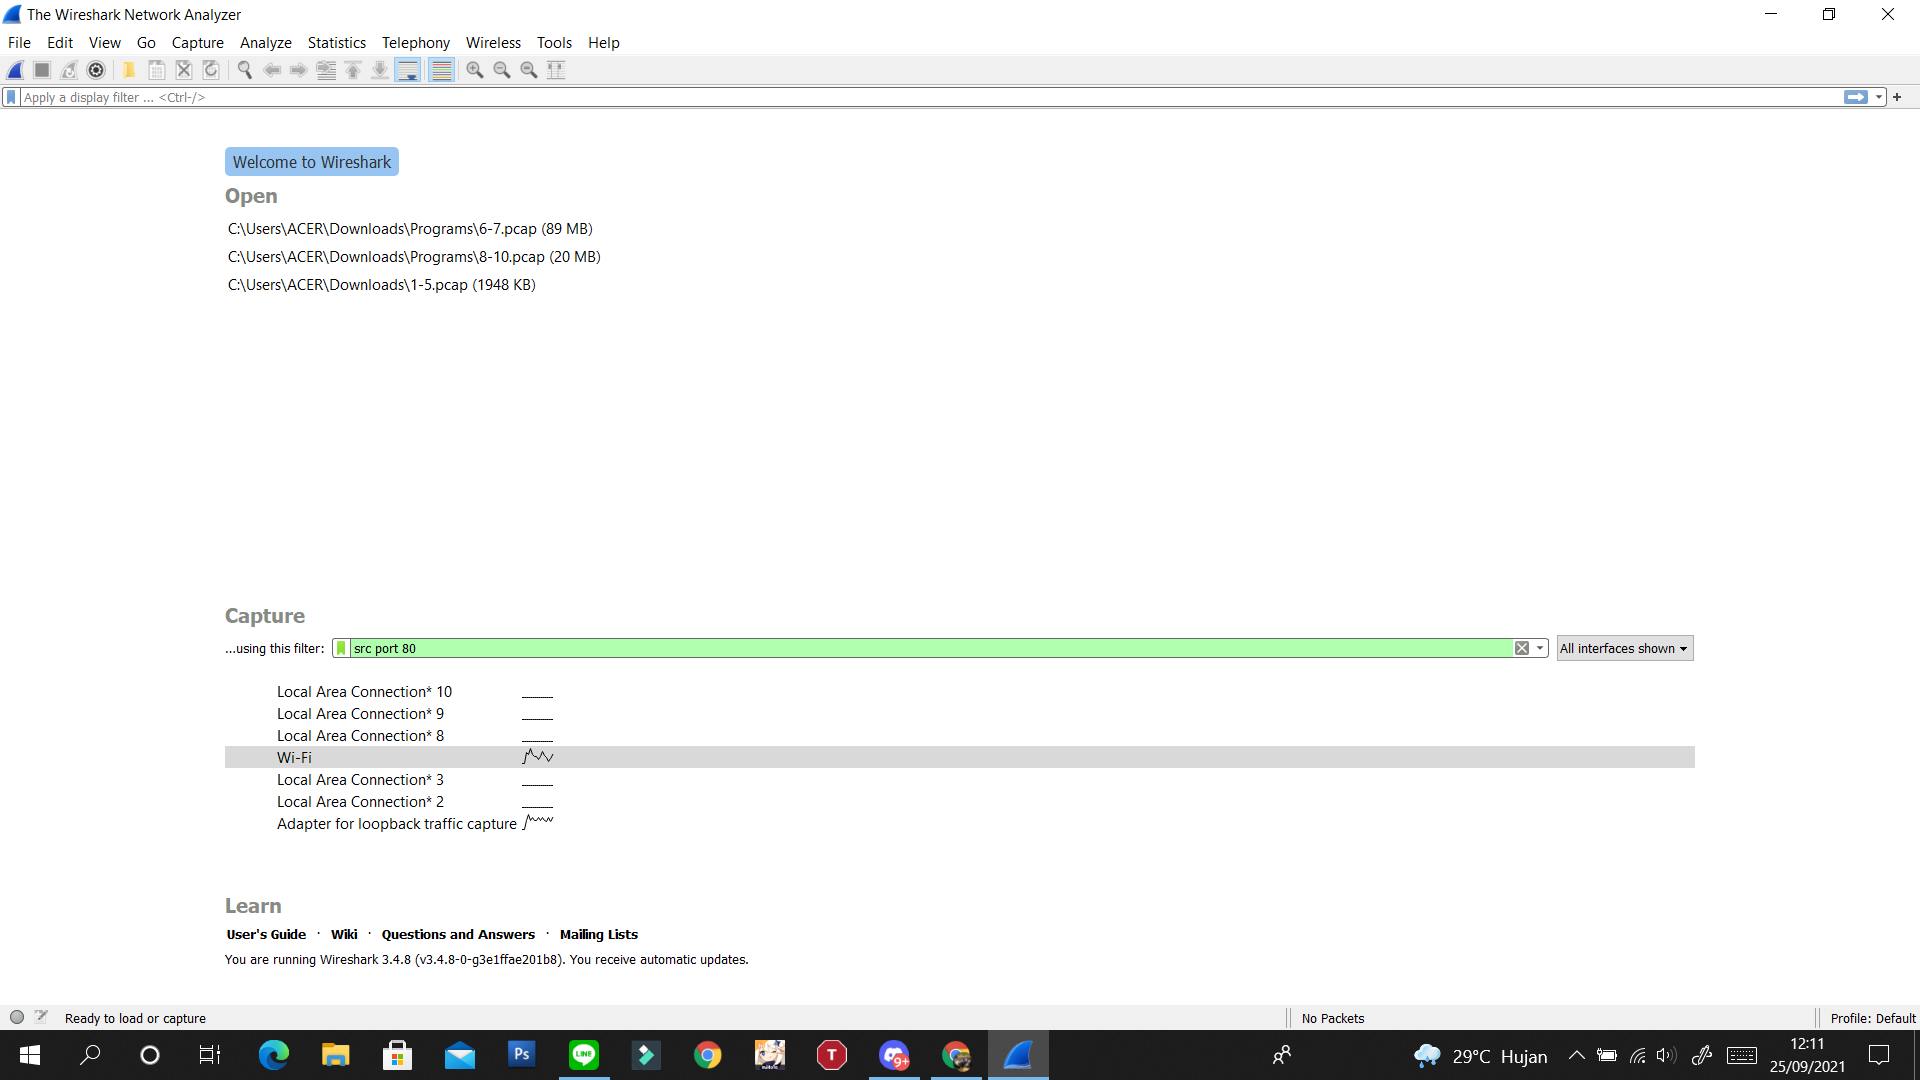 The Wireshark Network Analyzer
File Edit View Go Capture Analyze Statistics Telephony Wireless Tools Help
Apply a display filter ... <Ctrl-/>
Welcome to Wireshark
Open
C:\Users\ACER\Downloads\Programs\6-7.pcap (89 MB)
C:\Users\ACER\Downloads\Programs\8-10.pcap (20 MB)
C:\Users\ACER\Downloads\1-5.pcap (1948 KB)
Capture
...using this filter: src port 80 All interfaces shown
Local Area Connection* 10
Local Area Connection* 9
Local Area Connection* 8
Wi-Fi
Local Area Connection* 3
Local Area Connection* 2
Adapter for loopback traffic capture
Learn
User's Guide · Wiki · Questions and Answers · Mailing Lists
You are running Wireshark 3.4.8 (v3.4.8-0-g3e1ffae201b8). You receive automatic updates.
Ready to load or capture No Packets Profile: Default
Ps LINE T 9+ 29°C Hujan 12:11
25/09/2021